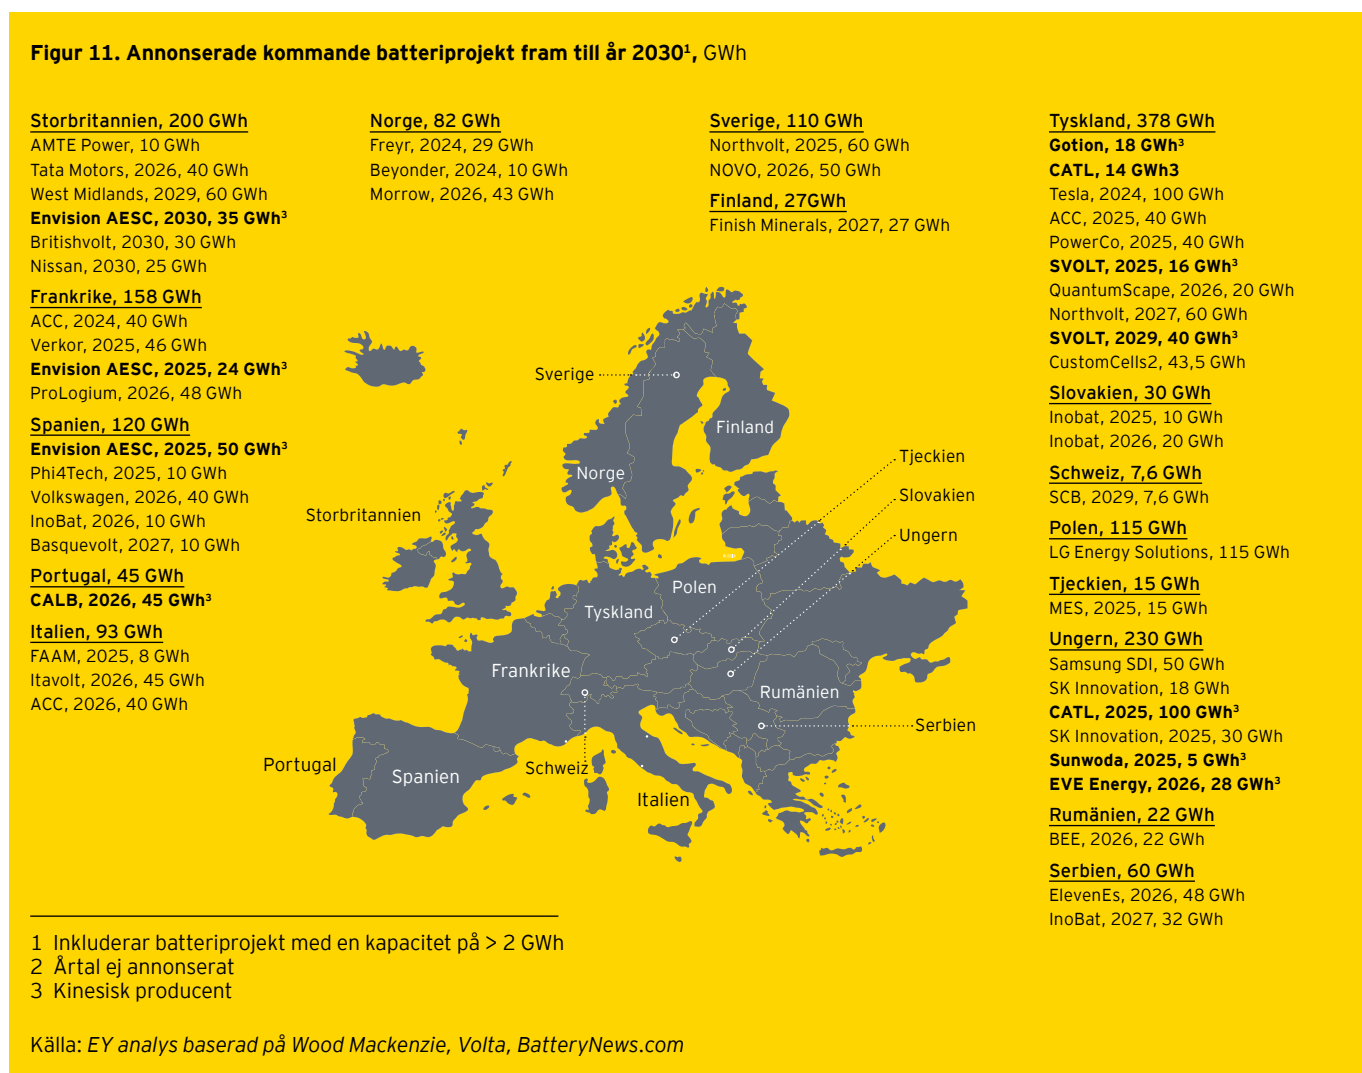 Figur 11. Annonserade kommande batteriprojekt fram till år 2030¹, GWh
Storbritannien, 200 GWh
AMTE Power, 10 GWh
Tata Motors, 2026, 40 GWh
West Midlands, 2029, 60 GWh
Envision AESC, 2030, 35 GWh³
Britishvolt, 2030, 30 GWh
Nissan, 2030, 25 GWh
Frankrike, 158 GWh
ACC, 2024, 40 GWh
Verkor, 2025, 46 GWh
Envision AESC, 2025, 24 GWh³
ProLogium, 2026, 48 GWh
Spanien, 120 GWh
Envision AESC, 2025, 50 GWh³
Phi4Tech, 2025, 10 GWh
Volkswagen, 2026, 40 GWh
InoBat, 2026, 10 GWh
Basquevolt, 2027, 10 GWh
Portugal, 45 GWh
CALB, 2026, 45 GWh³
Italien, 93 GWh
FAAM, 2025, 8 GWh
Itavolt, 2026, 45 GWh
ACC, 2026, 40 GWh
Norge, 82 GWh
Freyr, 2024, 29 GWh
Beyonder, 2024, 10 GWh
Morrow, 2026, 43 GWh
Sverige, 110 GWh
Northvolt, 2025, 60 GWh
NOVO, 2026, 50 GWh
Finland, 27GWh
Finish Minerals, 2027, 27 GWh
Tyskland, 378 GWh
Gotion, 18 GWh³
CATL, 14 GWh3
Tesla, 2024, 100 GWh
ACC, 2025, 40 GWh
PowerCo, 2025, 40 GWh
SVOLT, 2025, 16 GWh³
QuantumScape, 2026, 20 GWh
Northvolt, 2027, 60 GWh
SVOLT, 2029, 40 GWh³
CustomCells2, 43,5 GWh
Slovakien, 30 GWh
Inobat, 2025, 10 GWh
Inobat, 2026, 20 GWh
Schweiz, 7,6 GWh
SCB, 2029, 7,6 GWh
Polen, 115 GWh
LG Energy Solutions, 115 GWh
Tjeckien, 15 GWh
MES, 2025, 15 GWh
Ungern, 230 GWh
Samsung SDI, 50 GWh
SK Innovation, 18 GWh
CATL, 2025, 100 GWh³
SK Innovation, 2025, 30 GWh
Sunwoda, 2025, 5 GWh³
EVE Energy, 2026, 28 GWh³
Rumänien, 22 GWh
BEE, 2026, 22 GWh
Serbien, 60 GWh
ElevenEs, 2026, 48 GWh
InoBat, 2027, 32 GWh
Sverige
Finland
Norge
Tjeckien
Slovakien
Storbritannien
Ungern
Polen
Tyskland
Frankrike
Rumänien
Serbien
Portugal
Spanien
Schweiz
Italien
1 Inkluderar batteriprojekt med en kapacitet på > 2 GWh
2 Årtal ej annonserat
3 Kinesisk producent
Källa: EY analys baserad på Wood Mackenzie, Volta, BatteryNews.com